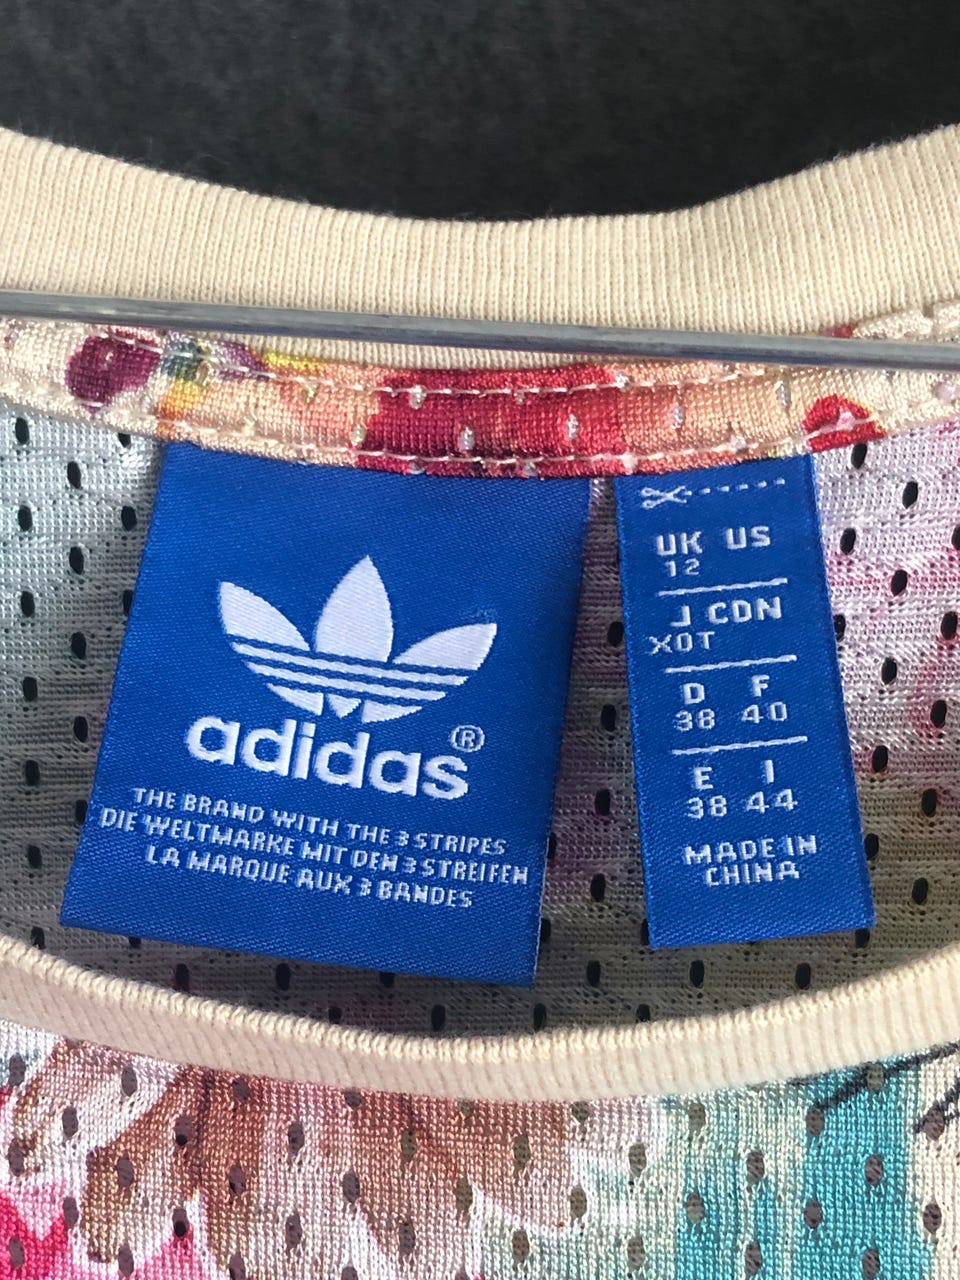 adidas®
THE BRAND WITH THE 3 STRIPES
DIE WELTMARKE MIT DEN 3 STREIFEN
LA MARQUE AUX 3 BANDES
UK US
12
J CDN
XOT
D F
38 40
E I
38 44
MADE IN
CHINA